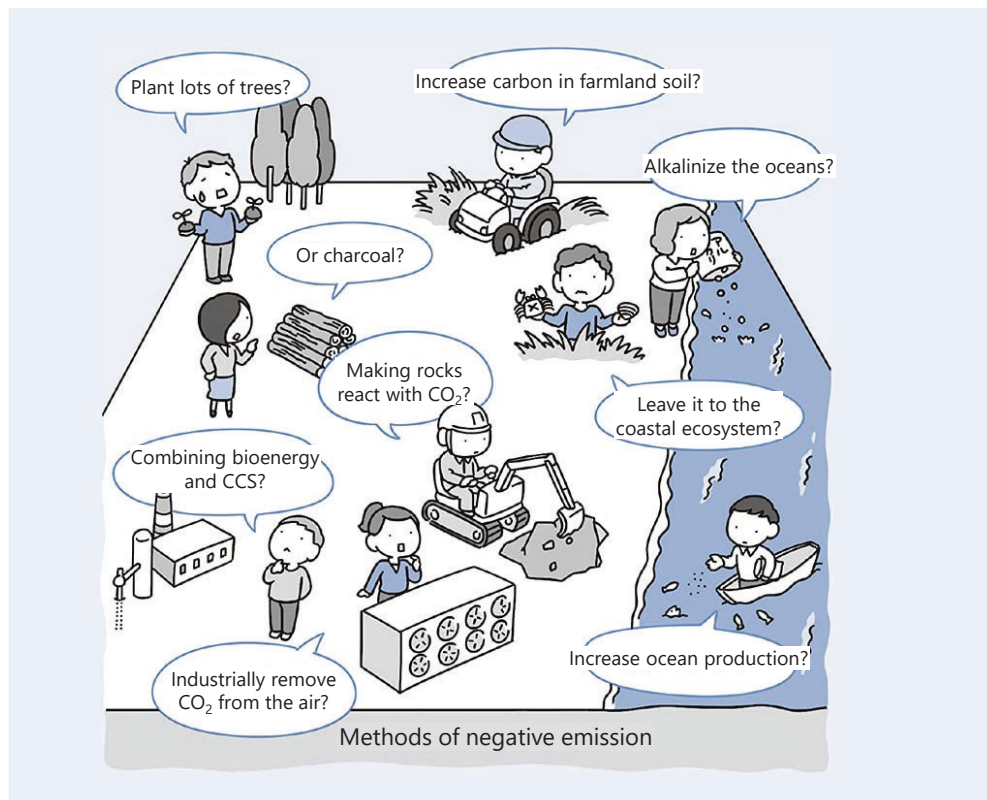 Plant lots of trees?
Increase carbon in farmland soil?
Alkalinize the oceans?
Or charcoal?
Making rocks
react with CO₂?
Leave it to the
coastal ecosystem?
Combining bioenergy
and CCS?
Industrially remove
CO₂ from the air?
Increase ocean production?
Methods of negative emission